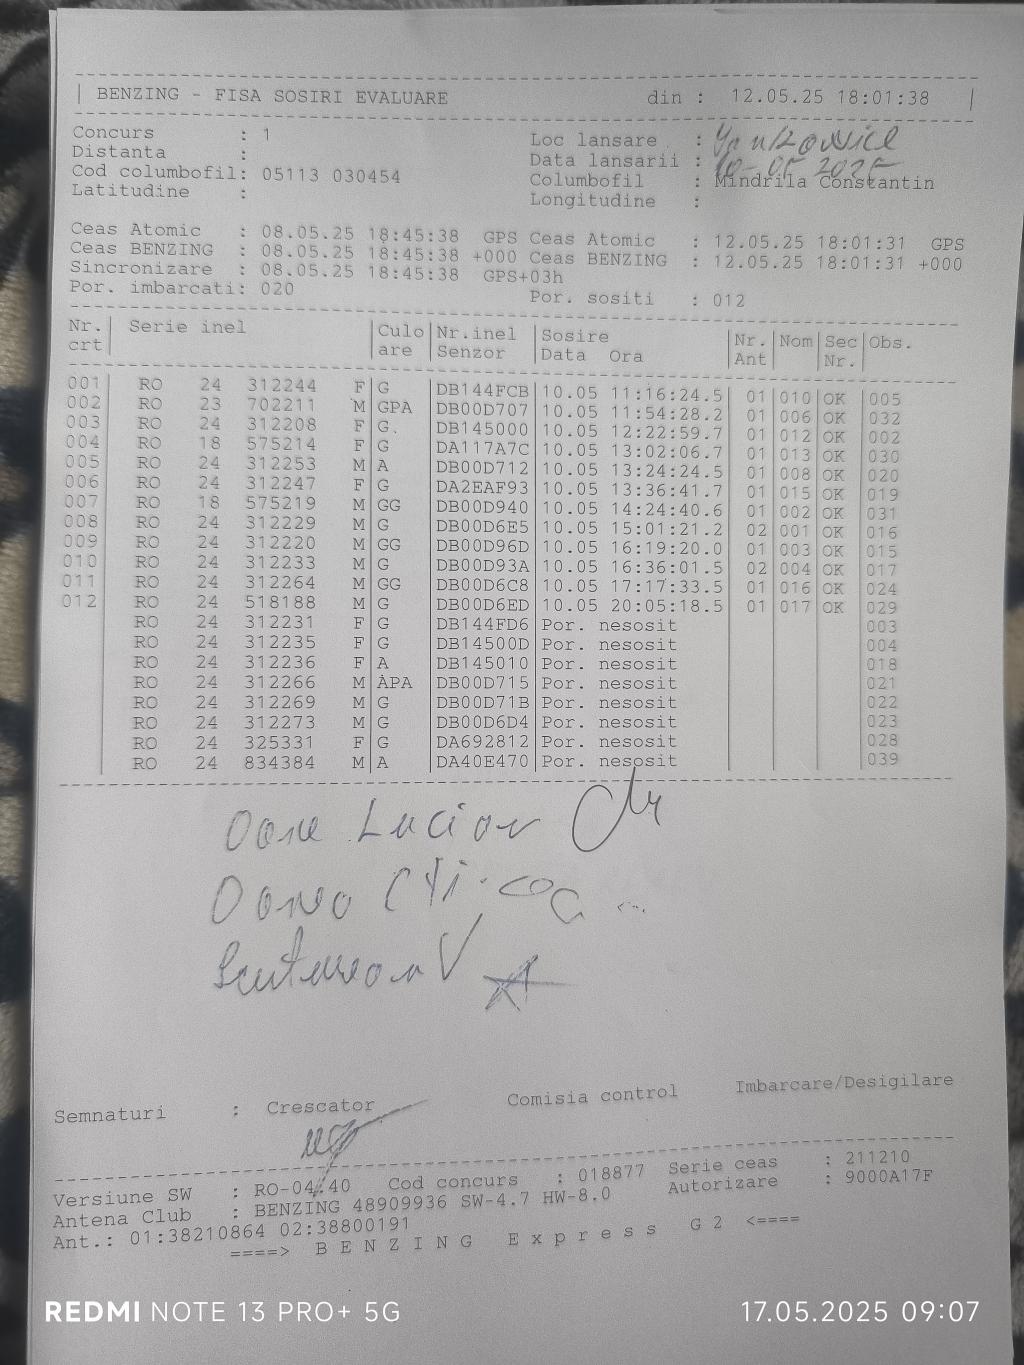 BENZING - FISA SOSIRI EVALUARE din : 12.05.25 18:01:38
Concurs : 1 Loc lansare :
Distanta : Data lansarii : 10-05 2025
Cod columbofil: 05113 030454 Columbofil : Mindrila Constantin
Latitudine : Longitudine :
Ceas Atomic : 08.05.25 18:45:38 GPS Ceas Atomic : 12.05.25 18:01:31 GPS
Ceas BENZING : 08.05.25 18:45:38 +000 Ceas BENZING : 12.05.25 18:01:31 +000
Sincronizare : 08.05.25 18:45:38 GPS+03h
Por. imbarcati: 020 Por. sositi : 012
Nr. Serie inel Culo Nr.inel Sosire Nr. Nom Sec Obs.
crt are Senzor Data Ora Ant Nr.
001 RO 24 312244 F G DB144FCB 10.05 11:16:24.5 01 010 OK 005
002 RO 23 702211 M GPA DB00D707 10.05 11:54:28.2 01 006 OK 032
003 RO 24 312208 F G. DB145000 10.05 12:22:59.7 01 012 OK 002
004 RO 18 575214 F G DA117A7C 10.05 13:02:06.7 01 013 OK 030
005 RO 24 312253 M A DB00D712 10.05 13:24:24.5 01 008 OK 020
006 RO 24 312247 F G DA2EAF93 10.05 13:36:41.7 01 015 OK 019
007 RO 18 575219 M GG DB00D940 10.05 14:24:40.6 01 002 OK 031
008 RO 24 312229 M G DB00D6E5 10.05 15:01:21.2 02 001 OK 016
009 RO 24 312220 M GG DB00D96D 10.05 16:19:20.0 01 003 OK 015
010 RO 24 312233 M G DB00D93A 10.05 16:36:01.5 02 004 OK 017
011 RO 24 312264 M GG DB00D6C8 10.05 17:17:33.5 01 016 OK 024
012 RO 24 518188 M G DB00D6ED 10.05 20:05:18.5 01 017 OK 029
RO 24 312231 F G DB144FD6 Por. nesosit 003
RO 24 312235 F G DB14500D Por. nesosit 004
RO 24 312236 F A DB145010 Por. nesosit 018
RO 24 312266 M APA DB00D715 Por. nesosit 021
RO 24 312269 M G DB00D71B Por. nesosit 022
RO 24 312273 M G DB00D6D4 Por. nesosit 023
RO 24 325331 F G DA692812 Por. nesosit 028
RO 24 834384 M A DA40E470 Por. nesosit 039
Lucian
Semnaturi : Crescator Comisia control Imbarcare/Desigilare
Versiune SW : RO-04.40 Cod concurs : 018877 Serie ceas : 211210
Antena Club : BENZING 48909936 SW-4.7 HW-8.0 Autorizare : 9000A17F
Ant.: 01:38210864 02:38800191
====> BENZING Express G2 <====
REDMI NOTE 13 PRO+ 5G 17.05.2025 09:07